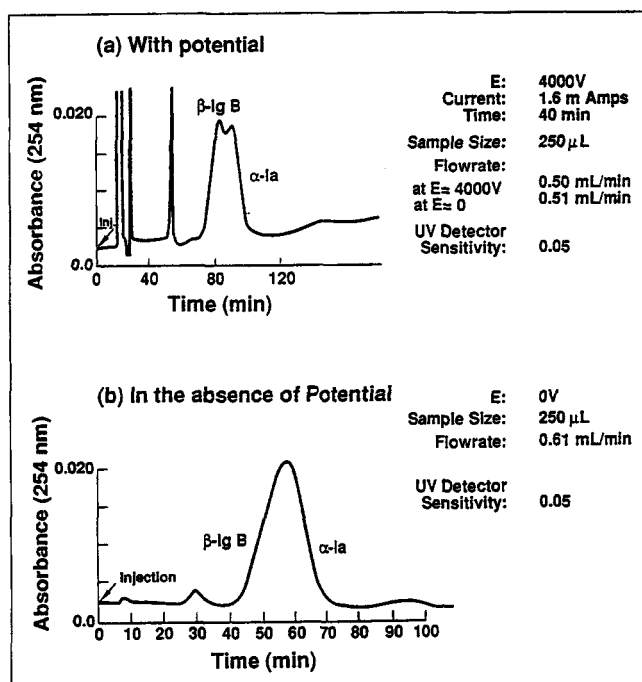 (a) With potential
0.020
0.0
Absorbance (254 nm)
Inj.
β-Ig B
α-la
0 40 80 120
Time (min)
E: 4000V
Current: 1.6 m Amps
Time: 40 min
Sample Size: 250 μL
Flowrate:
at E= 4000V 0.50 mL/min
at E= 0 0.51 mL/min
UV Detector
Sensitivity: 0.05
(b) In the absence of Potential
0.020
0.0
Absorbance (254 nm)
Injection
β-Ig B
α-la
0 10 20 30 40 50 60 70 80 90 100
Time (min)
E: 0V
Sample Size: 250 μL
Flowrate: 0.61 mL/min
UV Detector
Sensitivity: 0.05